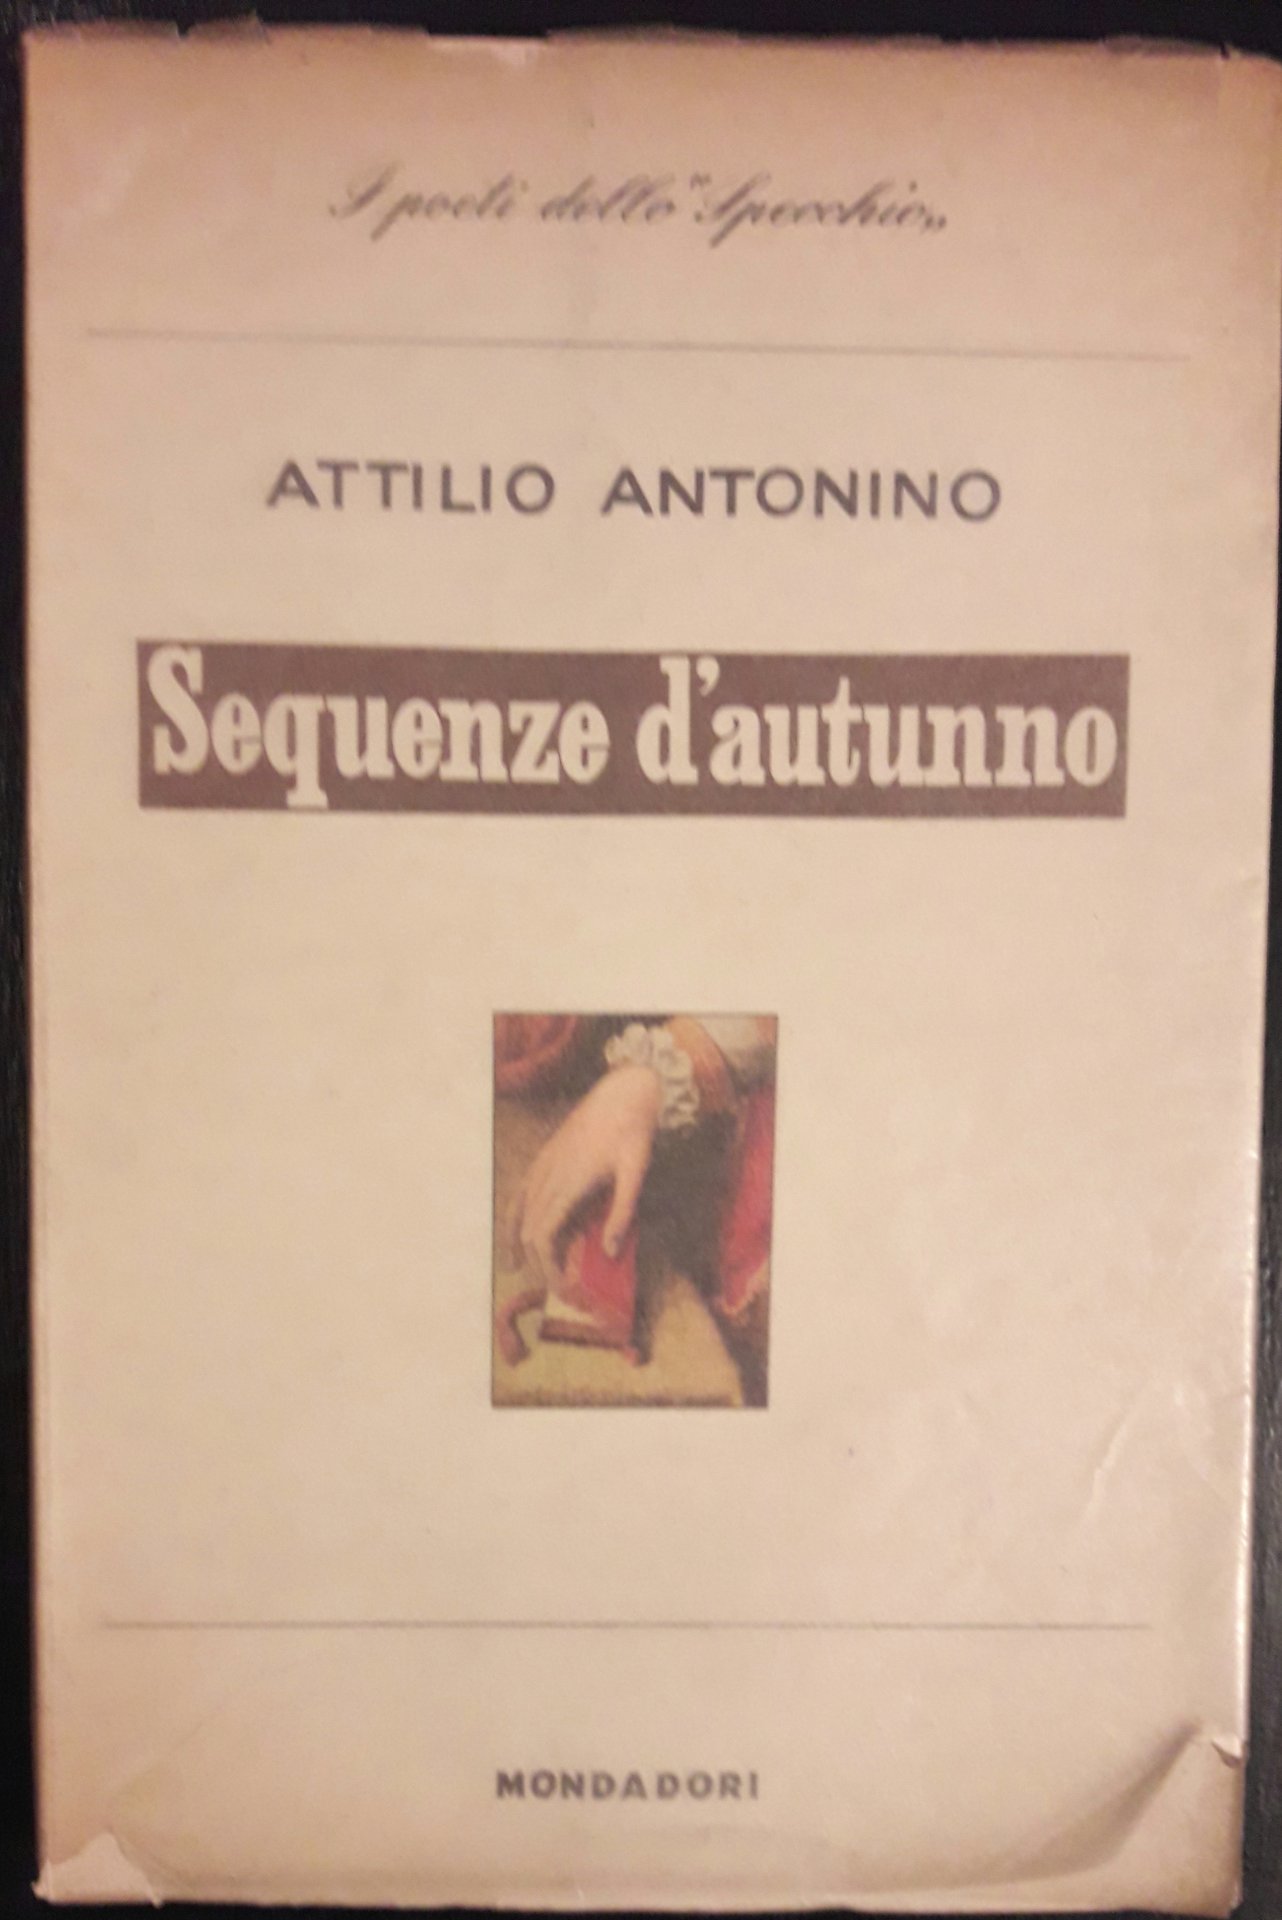 I poeti dello "Specchio„
ATTILIO ANTONINO
Sequenze d'autunno
MONDADORI